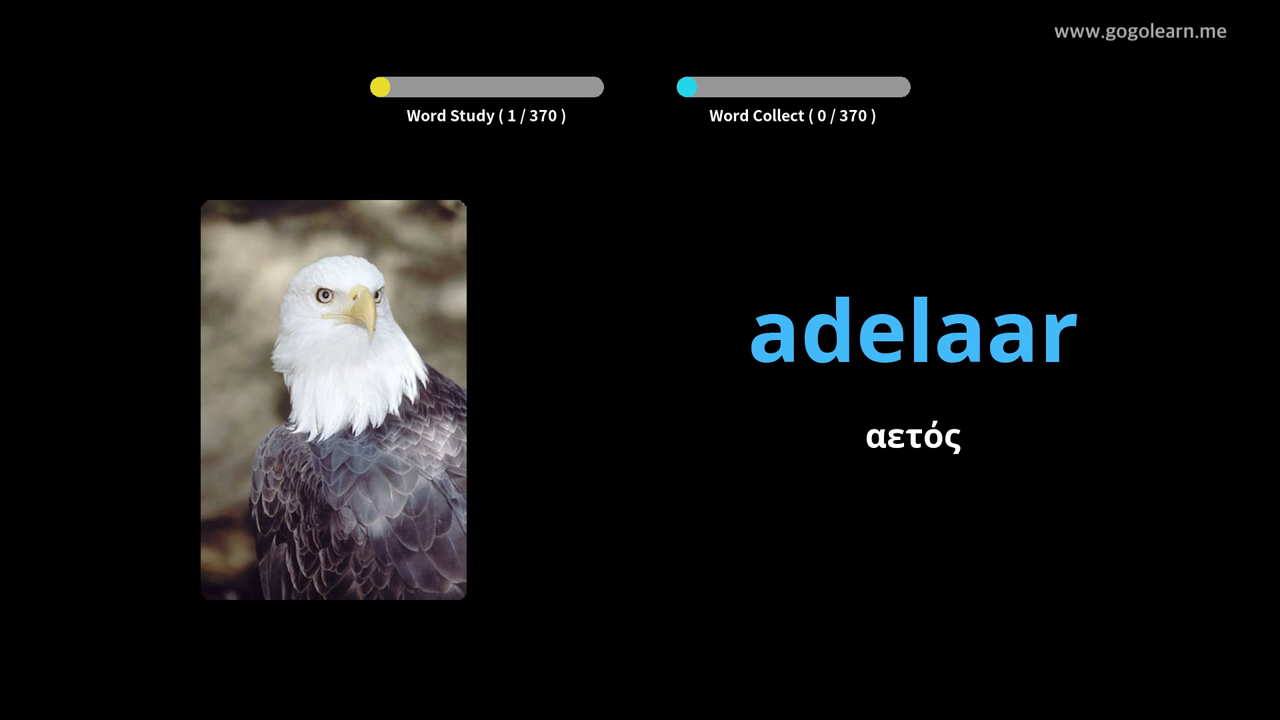 www.gogolearn.me
Word Study ( 1 / 370 )
Word Collect ( 0 / 370 )
adelaar
αετός